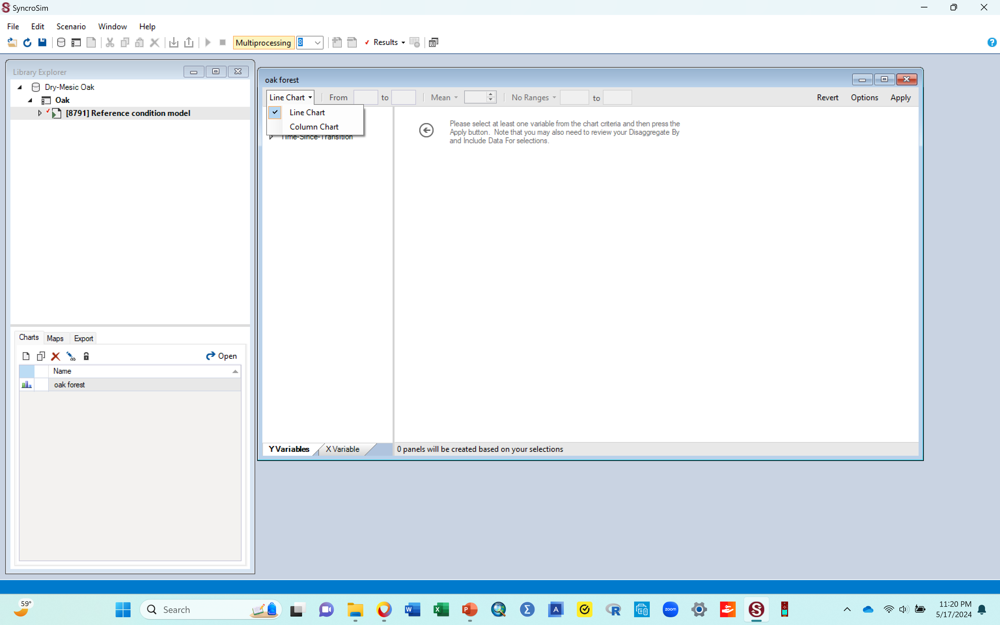 SyncroSim
File Edit Scenario Window Help
Multiprocessing 8 Results
Library Explorer
Dry-Mesic Oak
Oak
[8791] Reference condition model
oak forest
Line Chart From to Mean No Ranges to Revert Options Apply
Line Chart
Column Chart
Time-Since-Transition
Please select at least one variable from the chart criteria and then press the
Apply button. Note that you may also need to review your Disaggregate By
and Include Data For selections.
Charts Maps Export
Open
Name
oak forest
Y Variables X Variable 0 panels will be created based on your selections
59°
Search
zoom
11:20 PM
5/17/2024